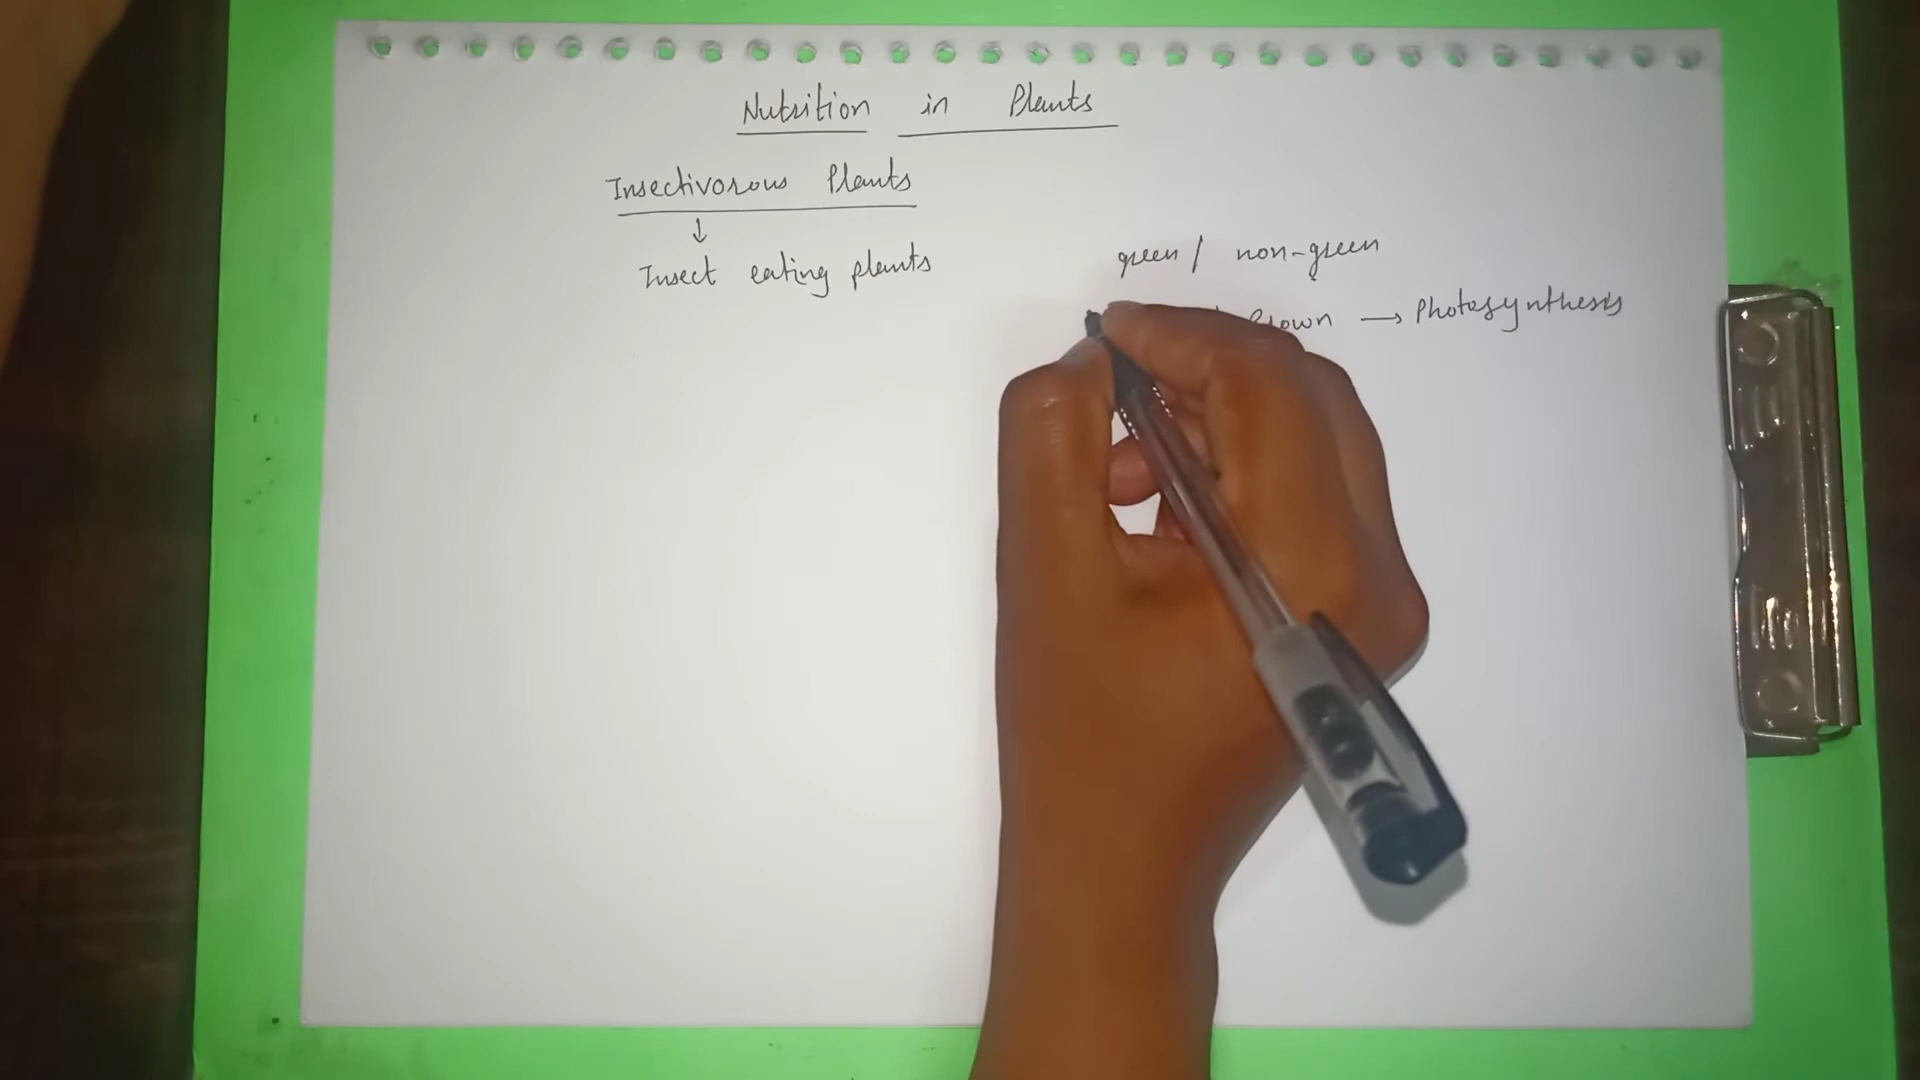 Nutrition in Plants
Insectivorous Plants
↓
Insect eating plants
green / non-green
Brown → Photosynthesis